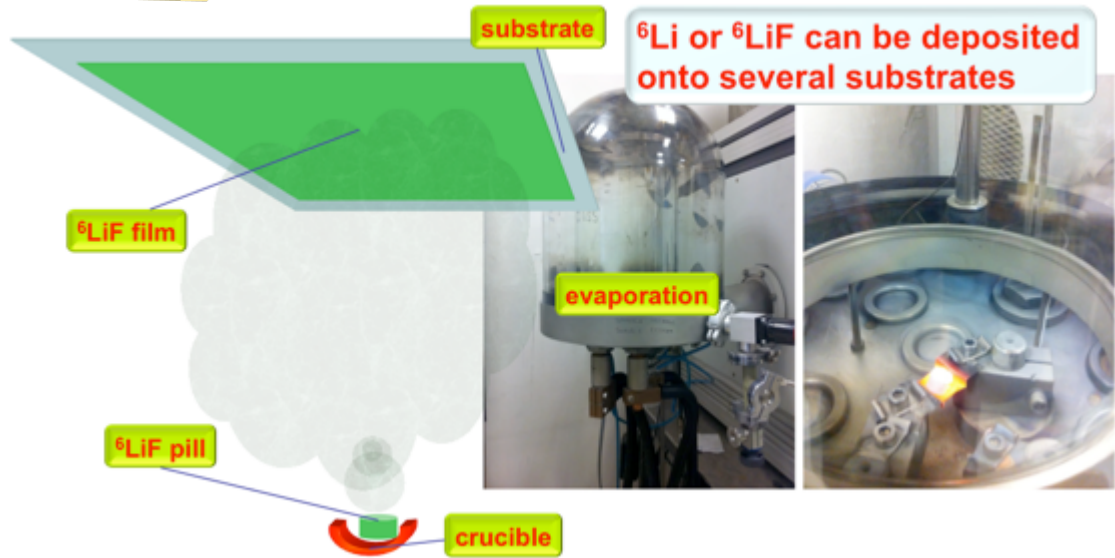 substrate
⁶Li or ⁶LiF can be deposited
onto several substrates
⁶LiF film
evaporation
⁶LiF pill
crucible